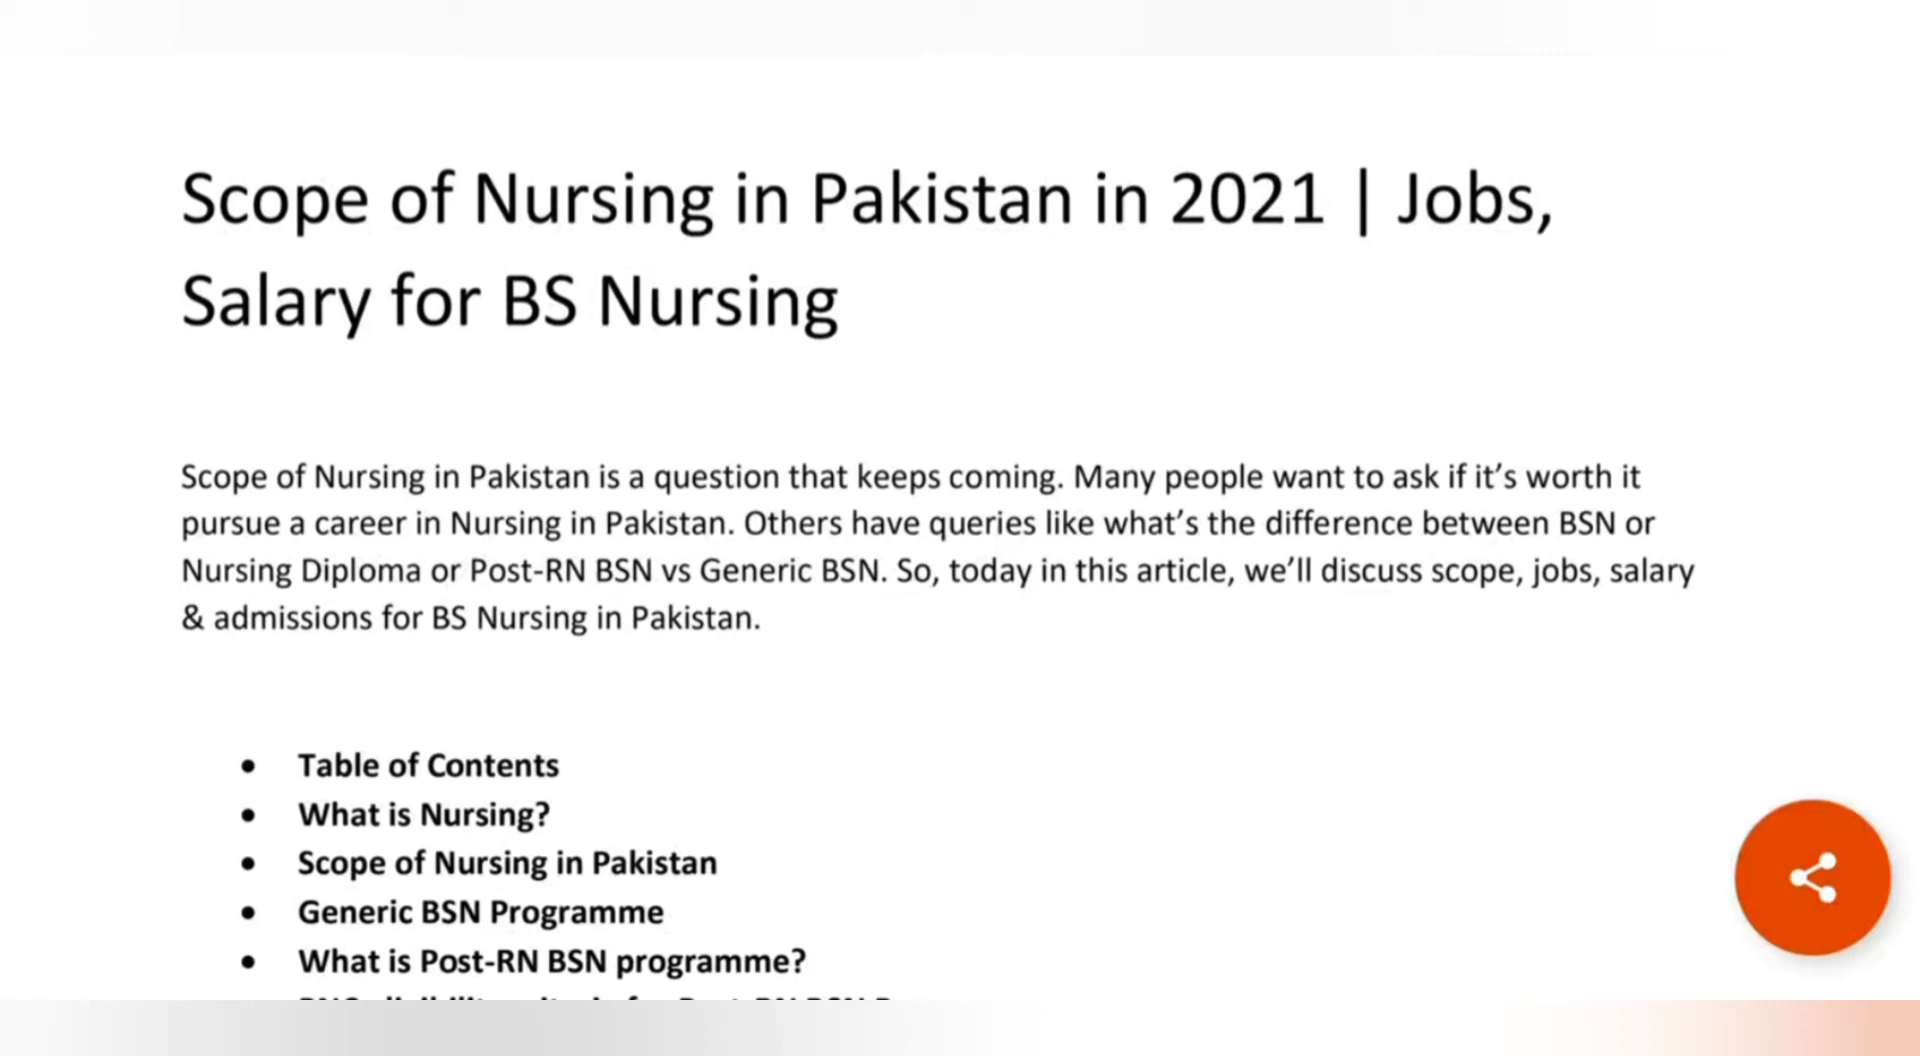 Scope of Nursing in Pakistan in 2021 | Jobs,
Salary for BS Nursing
Scope of Nursing in Pakistan is a question that keeps coming. Many people want to ask if it’s worth it
pursue a career in Nursing in Pakistan. Others have queries like what’s the difference between BSN or
Nursing Diploma or Post-RN BSN vs Generic BSN. So, today in this article, we’ll discuss scope, jobs, salary
& admissions for BS Nursing in Pakistan.
• Table of Contents
• What is Nursing?
• Scope of Nursing in Pakistan
• Generic BSN Programme
• What is Post-RN BSN programme?